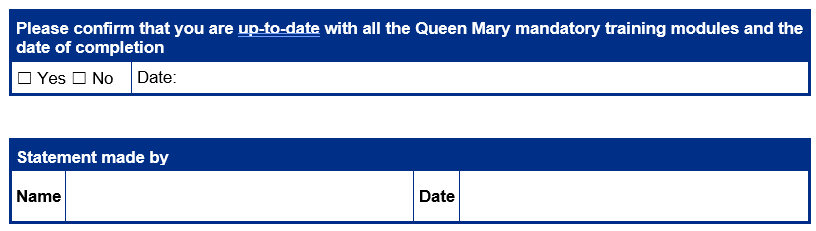 Please confirm that you are up-to-date with all the Queen Mary mandatory training modules and the
date of completion
☐ Yes ☐ No Date:
Statement made by
Name Date